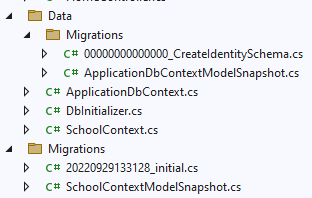 Data
Migrations
C# 00000000000000_CreateIdentitySchema.cs
C# ApplicationDbContextModelSnapshot.cs
C# ApplicationDbContext.cs
C# DbInitializer.cs
C# SchoolContext.cs
Migrations
C# 20220929133128_initial.cs
C# SchoolContextModelSnapshot.cs